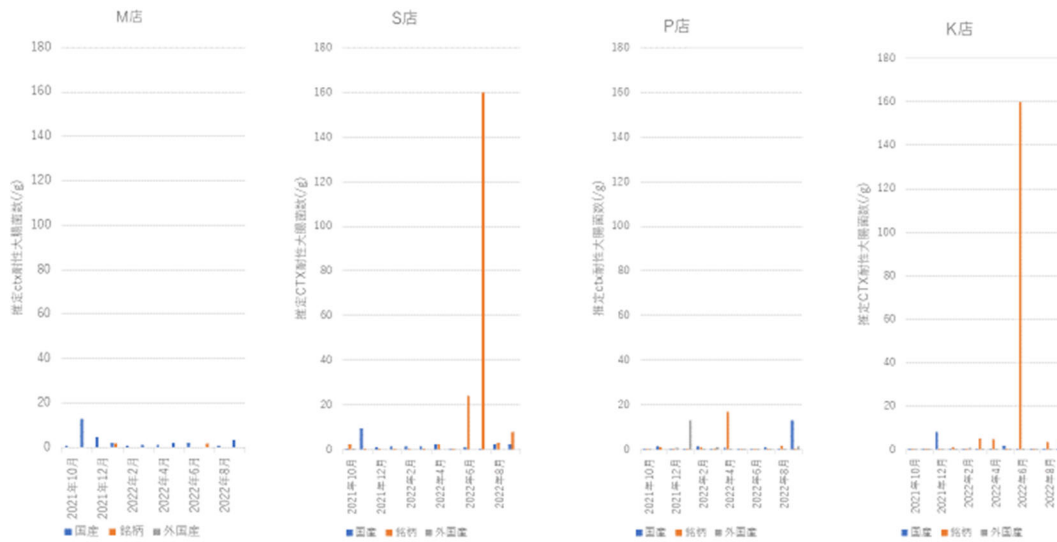 M店
180
160
140
120
100
80
60
40
20
0
推定ctx耐性大腸菌数(/g)
2021年10月
2021年12月
2022年2月
2022年4月
2022年6月
2022年8月
国産 銘柄 外国産
S店
180
160
140
120
100
80
60
40
20
0
推定CTX耐性大腸菌数(/g)
2021年10月
2021年12月
2022年2月
2022年4月
2022年6月
2022年8月
国産 銘柄 外国産
P店
180
160
140
120
100
80
60
40
20
0
推定ctx耐性大腸菌数(/g)
2021年10月
2021年12月
2022年2月
2022年4月
2022年6月
2022年8月
国産 銘柄 外国産
K店
180
160
140
120
100
80
60
40
20
0
推定CTX耐性大腸菌数(/g)
2021年10月
2021年12月
2022年2月
2022年4月
2022年6月
2022年8月
国産 銘柄 外国産